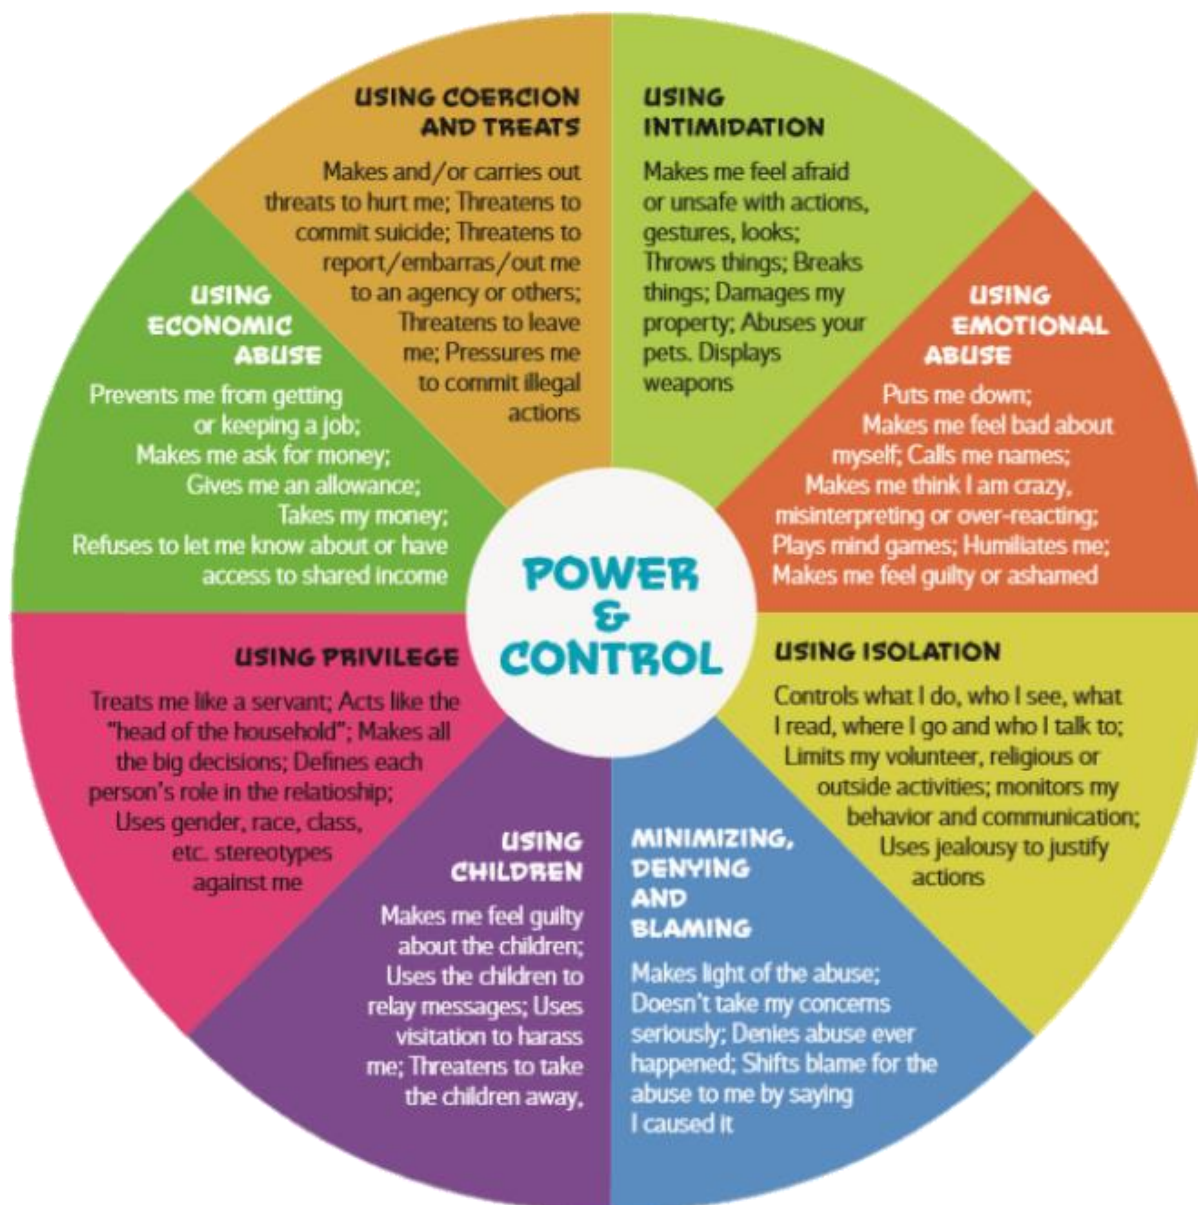 USING COERCION
AND TREATS
Makes and/or carries out
threats to hurt me; Threatens to
commit suicide; Threatens to
report/embarras/out me
to an agency or others;
Threatens to leave
me; Pressures me
to commit illegal
actions
USING
INTIMIDATION
Makes me feel afraid
or unsafe with actions,
gestures, looks;
Throws things; Breaks
things; Damages my
property; Abuses your
pets. Displays
weapons
USING
EMOTIONAL
ABUSE
Puts me down;
Makes me feel bad about
myself; Calls me names;
Makes me think I am crazy,
misinterpreting or over-reacting;
Plays mind games; Humiliates me;
Makes me feel guilty or ashamed
USING ISOLATION
Controls what I do, who I see, what
I read, where I go and who I talk to;
Limits my volunteer, religious or
outside activities; monitors my
behavior and communication;
Uses jealousy to justify
actions
MINIMIZING,
DENYING
AND
BLAMING
Makes light of the abuse;
Doesn't take my concerns
seriously; Denies abuse ever
happened; Shifts blame for the
abuse to me by saying
I caused it
USING
CHILDREN
Makes me feel guilty
about the children;
Uses the children to
relay messages; Uses
visitation to harass
me; Threatens to take
the children away,
USING PRIVILEGE
Treats me like a servant; Acts like the
"head of the household"; Makes all
the big decisions; Defines each
person's role in the relatioship;
Uses gender, race, class,
etc. stereotypes
against me
USING
ECONOMIC
ABUSE
Prevents me from getting
or keeping a job;
Makes me ask for money;
Gives me an allowance;
Takes my money;
Refuses to let me know about or have
access to shared income
POWER
&
CONTROL